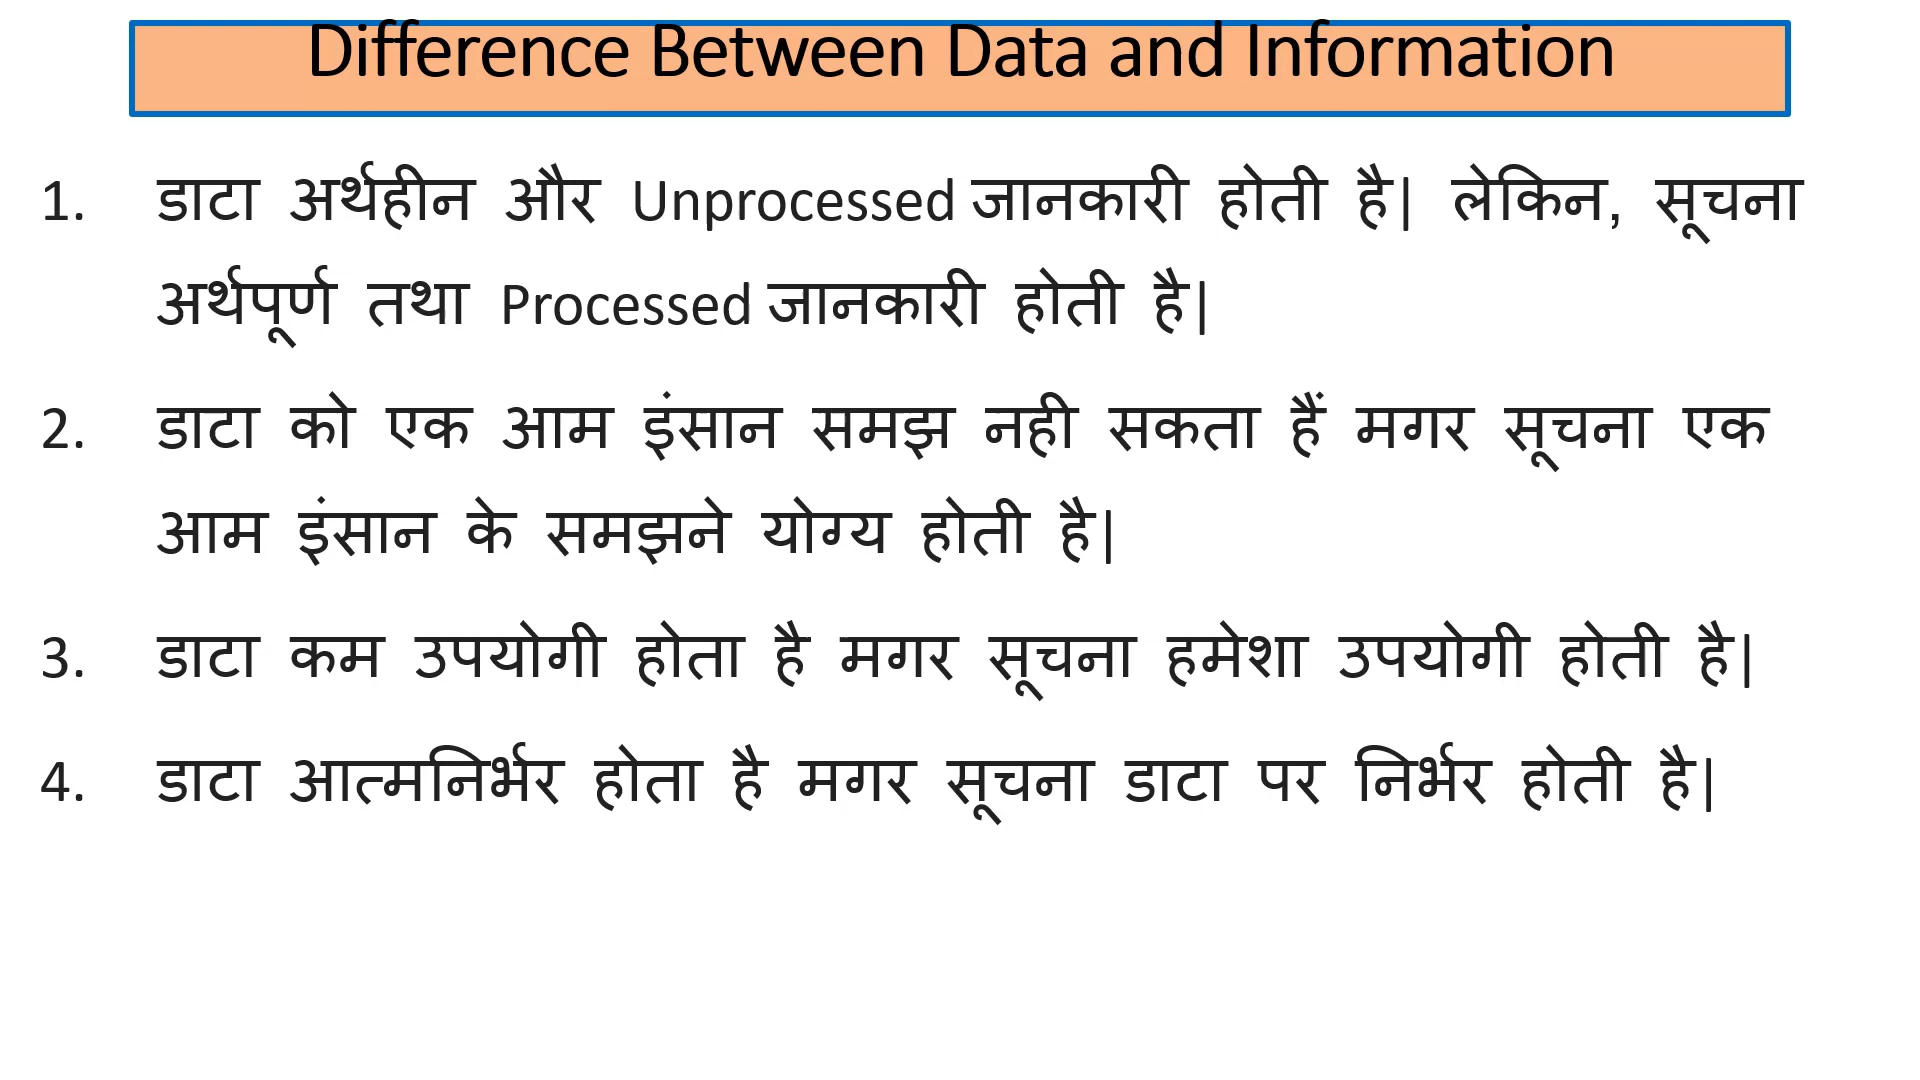 Difference Between Data and Information
1. डाटा अर्थहीन और Unprocessed जानकारी होती है| लेकिन, सूचना
अर्थपूर्ण तथा Processed जानकारी होती है|
2. डाटा को एक आम इंसान समझ नही सकता हैं मगर सूचना एक
आम इंसान के समझने योग्य होती है|
3. डाटा कम उपयोगी होता है मगर सूचना हमेशा उपयोगी होती है|
4. डाटा आत्मनिर्भर होता है मगर सूचना डाटा पर निर्भर होती है|